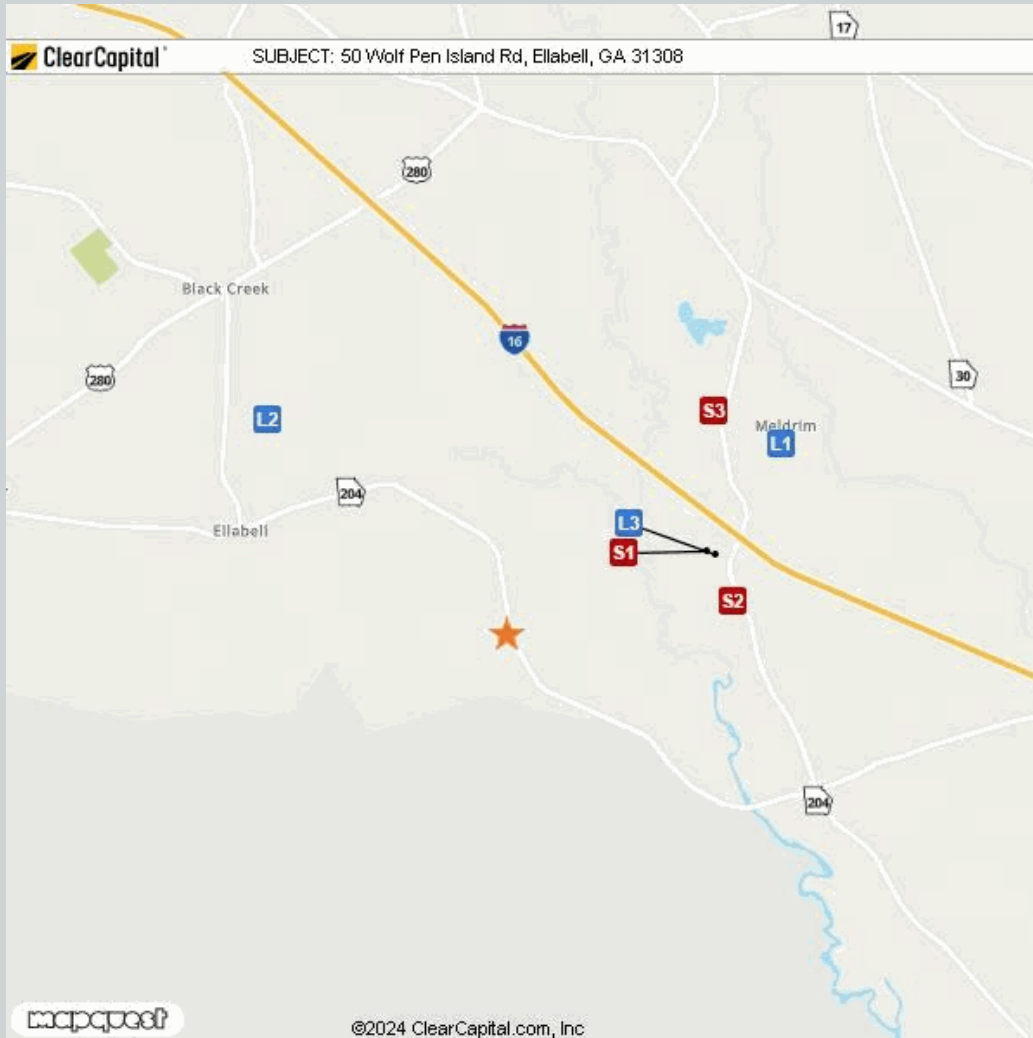 17
ClearCapital
SUBJECT: 50 Wolf Pen Island Rd, Ellabell, GA 31308
280
Black Creek
16
280
30
L2
S3
Meldrim
L1
204
Ellabell
L3
S1
S2
204
mapquest
©2024 ClearCapital.com, Inc